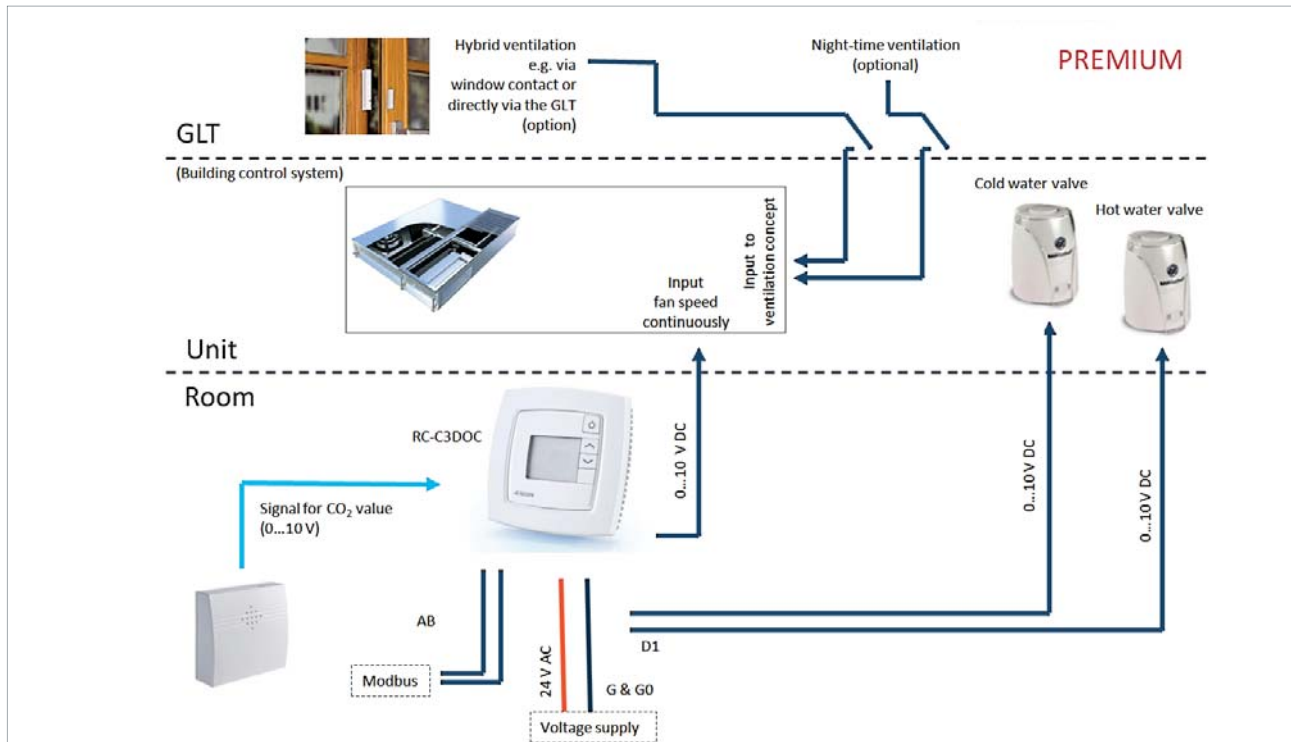 Hybrid ventilation
e.g. via
window contact or
directly via the GLT
(option)
Night-time ventilation
(optional)
PREMIUM
GLT
(Building control system)
Cold water valve
Hot water valve
Input
fan speed
continuously
Input to
ventilation concept
Unit
Room
RC-C3DOC
0...10 V DC
0...10 V DC
0...10 V DC
Signal for CO₂ value
(0...10 V)
AB
Modbus
24 V AC
G & G0
D1
Voltage supply